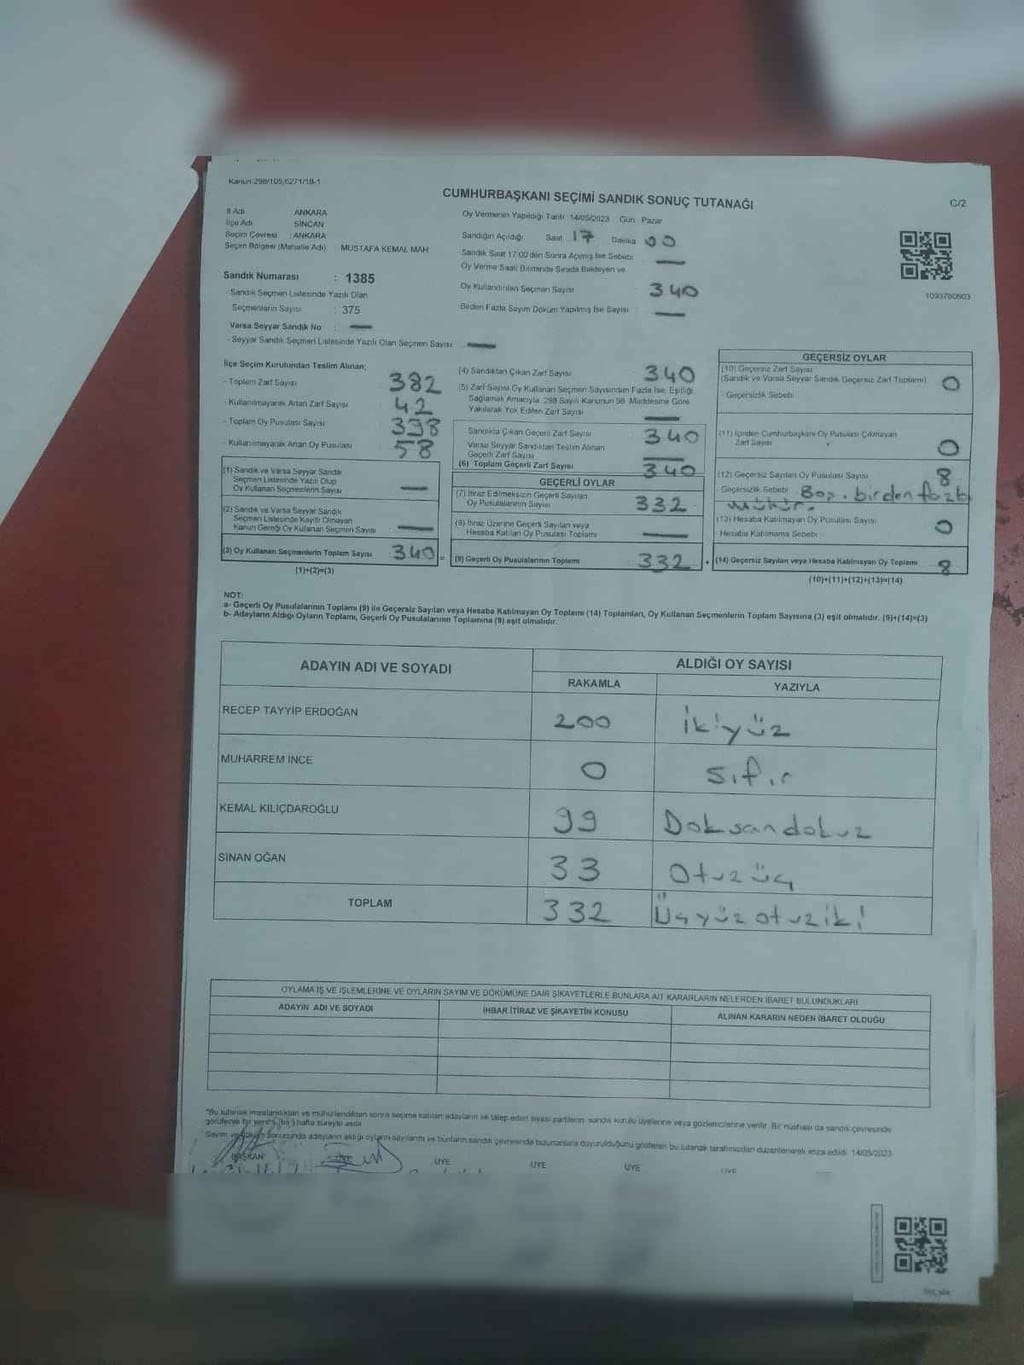 Kanun:298/105,6271/18-1
CUMHURBAŞKANI SEÇİMİ SANDIK SONUÇ TUTANAĞI
C/2
İl Adı ANKARA
İlçe Adı SİNCAN
Seçim Çevresi : ANKARA
Seçim Bölgesi (Mahalle Adı) MUSTAFA KEMAL MAH
Sandık Numarası : 1385
- Sandık Seçmen Listesinde Yazılı Olan
Seçmenlerin Sayısı : 375
Varsa Seyyar Sandık No —
- Seyyar Sandık Seçmen Listesinde Yazılı Olan Seçmen Sayısı —
Oy Vermenin Yapıldığı Tarih 14/05/2023 Gün Pazar
Sandığın Açıldığı Saat 17 Dakika 00
Sandık Saat 17:00'den Sonra Açılmış İse Sebebi —
Oy Verme Saati Bitiminde Sırada Bekleyen ve
Oy Kullandırılan Seçmen Sayısı 340
Birden Fazla Sayım Döküm Yapılmış İse Sayısı —
1093780903
İlçe Seçim Kurulundan Teslim Alınan;
- Toplam Zarf Sayısı 382
- Kullanılmayarak Artan Zarf Sayısı 42
- Toplam Oy Pusulası Sayısı 398
- Kullanılmayarak Artan Oy Pusulası 58
(1) Sandık ve Varsa Seyyar Sandık
Seçmen Listesinde Yazılı Olup
Oy Kullanan Seçmenlerin Sayısı —
(2) Sandık ve Varsa Seyyar Sandık
Seçmen Listesinde Kayıtlı Olmayan
Kanun Gereği Oy Kullanan Seçmen Sayısı —
(3) Oy Kullanan Seçmenlerin Toplam Sayısı 340 =
(1)+(2)=(3)
(4) Sandıktan Çıkan Zarf Sayısı 340
(5) Zarf Sayısı Oy Kullanan Seçmen Sayısından Fazla İse, Eşitliği
Sağlamak Amacıyla 298 Sayılı Kanunun 98. Maddesine Göre
Yakılarak Yok Edilen Zarf Sayısı —
Sandıkta Çıkan Geçerli Zarf Sayısı 340
Varsa Seyyar Sandıktan Teslim Alınan
Geçerli Zarf Sayısı —
(6) Toplam Geçerli Zarf Sayısı 340
GEÇERLİ OYLAR
(7) İtiraz Edilmeksizin Geçerli Sayılan
Oy Pusulalarının Sayısı 332
(8) İtiraz Üzerine Geçerli Sayılan veya
Hesaba Katılan Oy Pusulası Toplamı —
(9) Geçerli Oy Pusulalarının Toplamı 332 +
GEÇERSİZ OYLAR
(10) Geçersiz Zarf Sayısı
(Sandık ve Varsa Seyyar Sandık Geçersiz Zarf Toplamı) 0
- Geçersizlik Sebebi
(11) İçinden Cumhurbaşkanı Oy Pusulası Çıkmayan
Zarf Sayısı 0
(12) Geçersiz Sayılan Oy Pusulası Sayısı 8
Geçersizlik Sebebi Boş. birden fazla
mühür.
(13) Hesaba Katılmayan Oy Pusulası Sayısı 0
Hesaba Katılmama Sebebi
(14) Geçersiz Sayılan veya Hesaba Katılmayan Oy Toplamı 8
(10)+(11)+(12)+(13)=(14)
NOT:
a- Geçerli Oy Pusulalarının Toplamı (9) ile Geçersiz Sayılan veya Hesaba Katılmayan Oy Toplamı (14) Toplamları, Oy Kullanan Seçmenlerin Toplam Sayısına (3) eşit olmalıdır. (9)+(14)=(3)
b- Adayların Aldığı Oyların Toplamı, Geçerli Oy Pusulalarının Toplamına (9) eşit olmalıdır.
ADAYIN ADI VE SOYADI ALDIĞI OY SAYISI
RAKAMLA YAZIYLA
RECEP TAYYİP ERDOĞAN 200 ikiyüz
MUHARREM İNCE 0 sıfır
KEMAL KILIÇDAROĞLU 99 Doksandokuz
SİNAN OĞAN 33 otuzüç
TOPLAM 332 üçyüzotuziki
OYLAMA İŞ VE İŞLEMLERİNE VE OYLARIN SAYIM VE DÖKÜMÜNE DAİR ŞİKAYETLERLE BUNLARA AİT KARARLARIN NELERDEN İBARET BULUNDUKLARI
ADAYIN ADI VE SOYADI İHBAR İTİRAZ VE ŞİKAYETİN KONUSU ALINAN KARARIN NEDEN İBARET OLDUĞU
"Bu tutanak imzalandıktan ve mühürlendikten sonra seçime katılan adayların ve talep eden siyasi partilerin sandık kurulu üyelerine veya gözlemcilerine verilir. Bir nüshası da sandık çevresinde
görülecek bir yere 1 (bir) hafta süreyle asılır.
sonucunda adayların aldığı oyların sayılarını ve bunların sandık çevresinde bulunanlara duyurulduğunu gösteren bu tutanak tarafımızdan düzenlenerek imza edildi. 14/05/2023
BAŞKAN ÜYE ÜYE ÜYE ÜYE